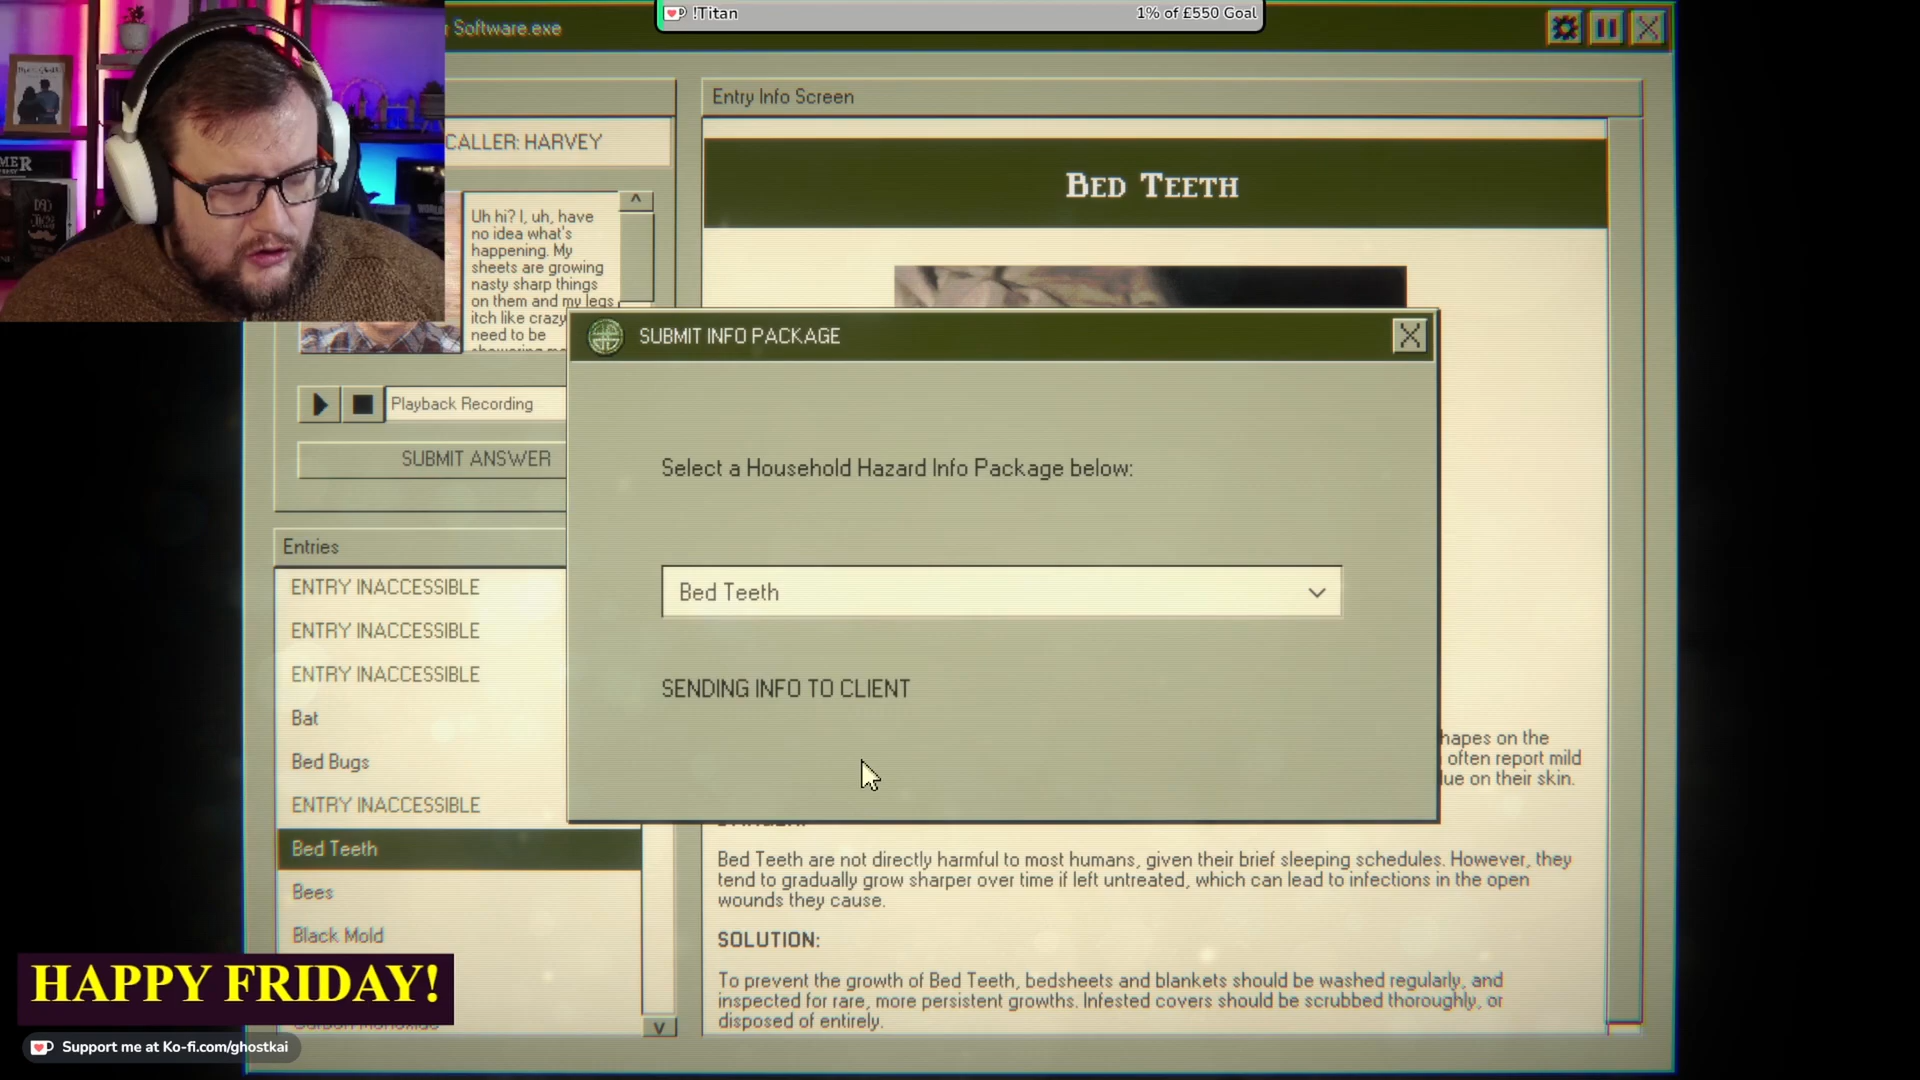 !Titan
1% of £550 Goal
Software.exe
Entry Info Screen
CALLER: HARVEY
BED TEETH
Uh hi? I, uh, have
no idea what's
happening. My
sheets are growing
nasty sharp things
on them and my legs
itch like crazy
need to be
SUBMIT INFO PACKAGE
Playback Recording
SUBMIT ANSWER
Select a Household Hazard Info Package below:
Entries
ENTRY INACCESSIBLE
ENTRY INACCESSIBLE
ENTRY INACCESSIBLE
Bat
Bed Bugs
ENTRY INACCESSIBLE
Bed Teeth
Bees
Black Mold
Carbon Monoxide
Bed Teeth
SENDING INFO TO CLIENT
hapes on the
often report mild
lue on their skin.
DANGER:
Bed Teeth are not directly harmful to most humans, given their brief sleeping schedules. However, they
tend to gradually grow sharper over time if left untreated, which can lead to infections in the open
wounds they cause.
SOLUTION:
To prevent the growth of Bed Teeth, bedsheets and blankets should be washed regularly, and
inspected for rare, more persistent growths. Infested covers should be scrubbed thoroughly, or
disposed of entirely.
HAPPY FRIDAY!
Support me at Ko-fi.com/ghostkai